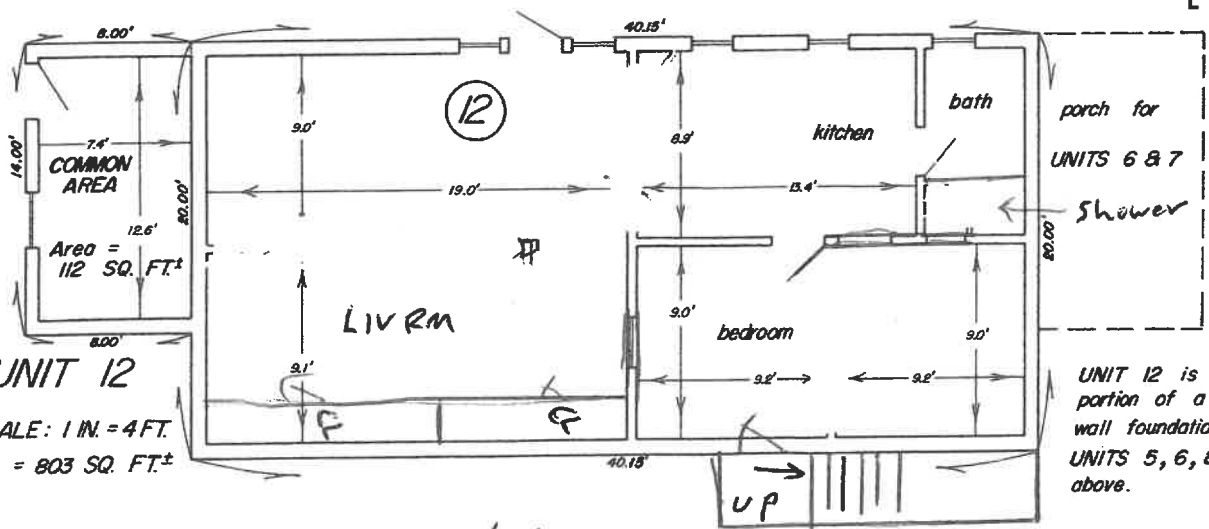 8.00'
40.15'
12
9.0'
8.9'
kitchen
bath
porch for
UNITS 6 & 7
14.00'
7.4'
COMMON
AREA
20.00'
19.0'
13.4'
Shower
12.6'
Area =
112 SQ. FT.±
20.00'
LIV RM
9.0'
bedroom
9.0'
8.00'
UNIT 12
9.1'
9.2'
9.2'
UNIT 12 is
portion of a
wall foundatio
UNITS 5, 6, &
above.
ALE: 1 IN. = 4 FT.
= 803 SQ. FT.±
CL
CL
40.15'
UP